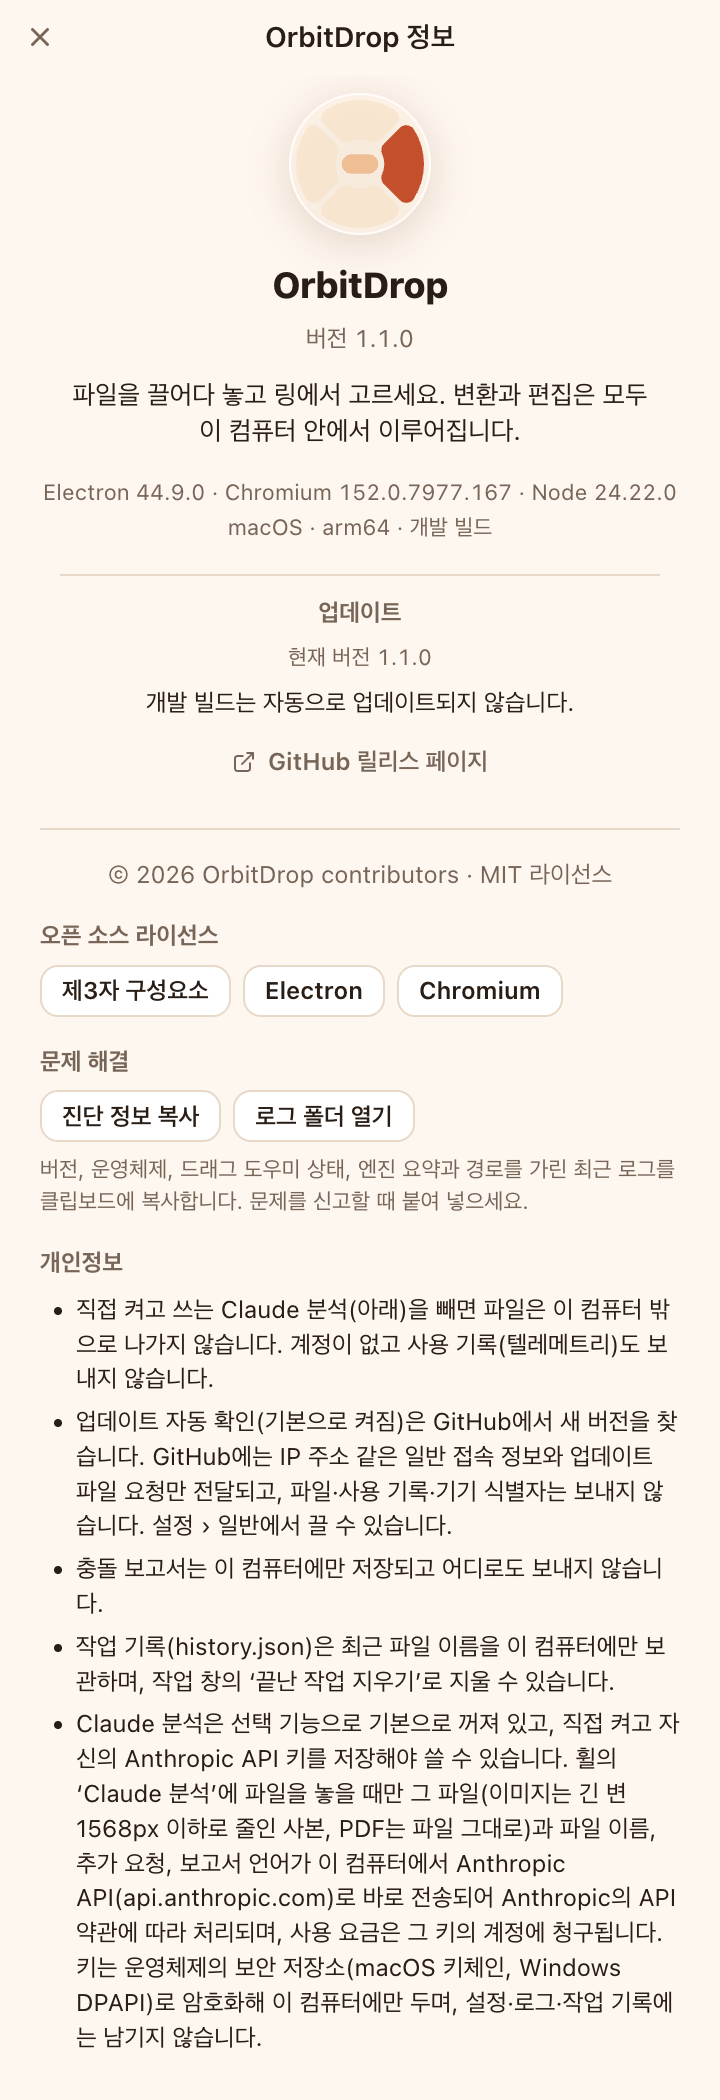 OrbitDrop 정보
OrbitDrop
버전 1.1.0
파일을 끌어다 놓고 링에서 고르세요. 변환과 편집은 모두
이 컴퓨터 안에서 이루어집니다.
Electron 44.9.0 · Chromium 152.0.7977.167 · Node 24.22.0
macOS · arm64 · 개발 빌드
업데이트
현재 버전 1.1.0
개발 빌드는 자동으로 업데이트되지 않습니다.
GitHub 릴리스 페이지
© 2026 OrbitDrop contributors · MIT 라이선스
오픈 소스 라이선스
제3자 구성요소 Electron Chromium
문제 해결
진단 정보 복사 로그 폴더 열기
버전, 운영체제, 드래그 도우미 상태, 엔진 요약과 경로를 가린 최근 로그를
클립보드에 복사합니다. 문제를 신고할 때 붙여 넣으세요.
개인정보
• 직접 켜고 쓰는 Claude 분석(아래)을 빼면 파일은 이 컴퓨터 밖
으로 나가지 않습니다. 계정이 없고 사용 기록(텔레메트리)도 보
내지 않습니다.
• 업데이트 자동 확인(기본으로 켜짐)은 GitHub에서 새 버전을 찾
습니다. GitHub에는 IP 주소 같은 일반 접속 정보와 업데이트
파일 요청만 전달되고, 파일·사용 기록·기기 식별자는 보내지 않
습니다. 설정 › 일반에서 끌 수 있습니다.
• 충돌 보고서는 이 컴퓨터에만 저장되고 어디로도 보내지 않습니
다.
• 작업 기록(history.json)은 최근 파일 이름을 이 컴퓨터에만 보
관하며, 작업 창의 ‘끝난 작업 지우기’로 지울 수 있습니다.
• Claude 분석은 선택 기능으로 기본으로 꺼져 있고, 직접 켜고 자
신의 Anthropic API 키를 저장해야 쓸 수 있습니다. 휠의
‘Claude 분석’에 파일을 놓을 때만 그 파일(이미지는 긴 변
1568px 이하로 줄인 사본, PDF는 파일 그대로)과 파일 이름,
추가 요청, 보고서 언어가 이 컴퓨터에서 Anthropic
API(api.anthropic.com)로 바로 전송되어 Anthropic의 API
약관에 따라 처리되며, 사용 요금은 그 키의 계정에 청구됩니다.
키는 운영체제의 보안 저장소(macOS 키체인, Windows
DPAPI)로 암호화해 이 컴퓨터에만 두며, 설정·로그·작업 기록에
는 남기지 않습니다.